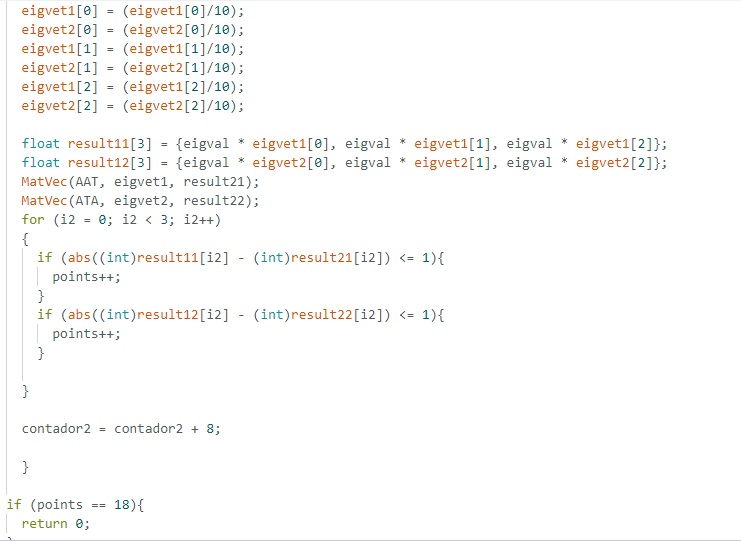 eigvet1[0] = (eigvet1[0]/10);
eigvet2[0] = (eigvet2[0]/10);
eigvet1[1] = (eigvet1[1]/10);
eigvet2[1] = (eigvet2[1]/10);
eigvet1[2] = (eigvet1[2]/10);
eigvet2[2] = (eigvet2[2]/10);
float result11[3] = {eigval * eigvet1[0], eigval * eigvet1[1], eigval * eigvet1[2]};
float result12[3] = {eigval * eigvet2[0], eigval * eigvet2[1], eigval * eigvet2[2]};
MatVec(AAT, eigvet1, result21);
MatVec(ATA, eigvet2, result22);
for (i2 = 0; i2 < 3; i2++)
{
if (abs((int)result11[i2] - (int)result21[i2]) <= 1){
points++;
}
if (abs((int)result12[i2] - (int)result22[i2]) <= 1){
points++;
}
}
contador2 = contador2 + 8;
}
if (points == 18){
return 0;